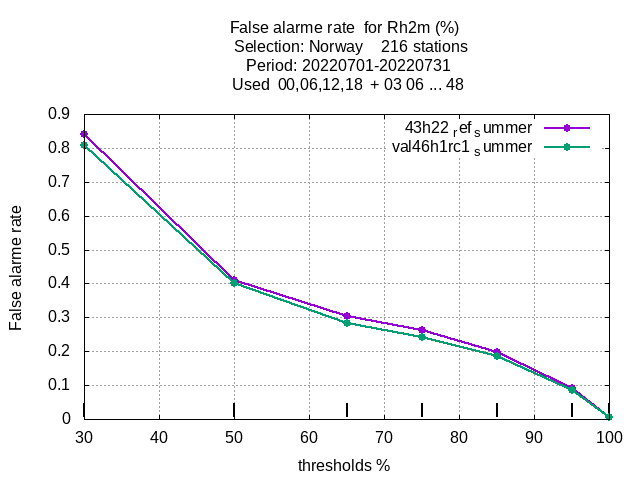 False alarme rate  for Rh2m (%)
Selection: Norway    216 stations
Period: 20220701-20220731
Used  00,06,12,18  + 03 06 ... 48
43h22 refsummer
val46h1rc1 summer
False alarme rate
0.9
0.8
0.7
0.6
0.5
0.4
0.3
0.2
0.1
0
30 40 50 60 70 80 90 100
thresholds %